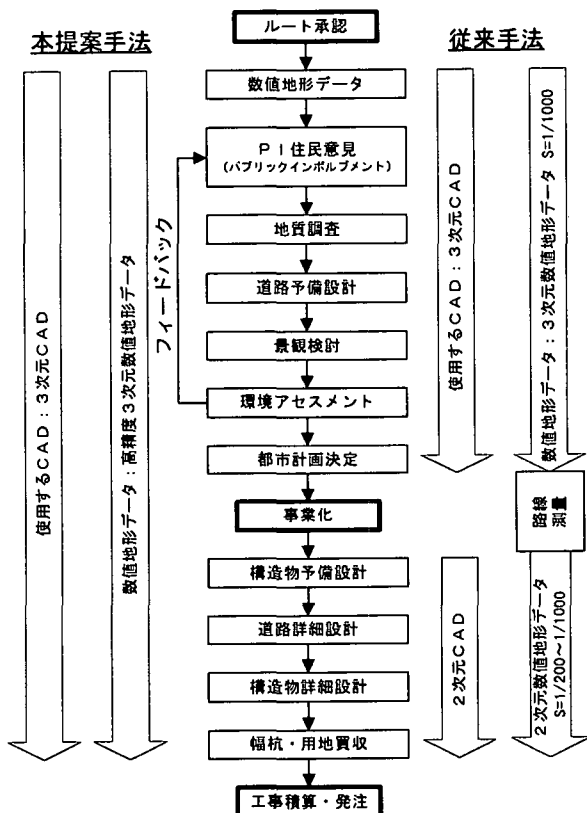 本提案手法
ルート承認
従来手法
数値地形データ
ＰＩ住民意見
(パブリックインボルブメント)
地質調査
道路予備設計
景観検討
環境アセスメント
都市計画決定
事業化
構造物予備設計
道路詳細設計
構造物詳細設計
幅杭・用地買収
工事積算・発注
フィードバック
使用するＣＡＤ：３次元ＣＡＤ
数値地形データ：高精度３次元数値地形データ
使用するＣＡＤ：３次元ＣＡＤ
２次元ＣＡＤ
数値地形データ：３次元数値地形データ S=1/1000
路線
測量
２次元数値地形データ
S=1/200～1/1000